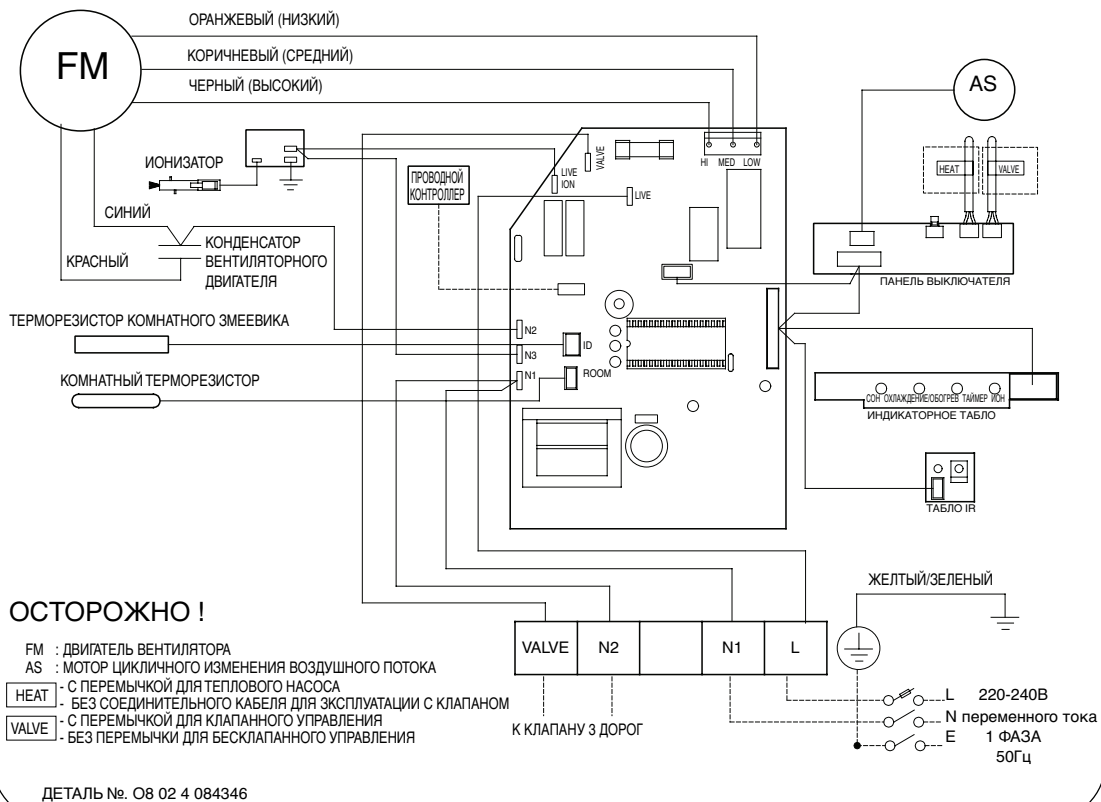 ОРАНЖЕВЫЙ (НИЗКИЙ)
КОРИЧНЕВЫЙ (СРЕДНИЙ)
ЧЕРНЫЙ (ВЫСОКИЙ)
FM
AS
ИОНИЗАТОР
СИНИЙ
КРАСНЫЙ
КОНДЕНСАТОР
ВЕНТИЛЯТОРНОГО
ДВИГАТЕЛЯ
ПРОВОДНОЙ
КОНТРОЛЛЕР
VALVE
LIVE
ION
LIVE
HI MED LOW
HEAT
VALVE
ПАНЕЛЬ ВЫКЛЮЧАТЕЛЯ
ТЕРМОРЕЗИСТОР КОМНАТНОГО ЗМЕЕВИКА
КОМНАТНЫЙ ТЕРМОРЕЗИСТОР
N2
N3
N1
ID
ROOM
СОН ОХЛАЖДЕНИЕ/ОБОГРЕВ ТАЙМЕР ИОН
ИНДИКАТОРНОЕ ТАБЛО
ТАБЛО IR
ЖЕЛТЫЙ/ЗЕЛЕНЫЙ
VALVE N2 N1 L
К КЛАПАНУ 3 ДОРОГ
L 220-240В
N переменного тока
E 1 ФАЗА
50Гц
ОСТОРОЖНО !
FM : ДВИГАТЕЛЬ ВЕНТИЛЯТОРА
AS : МОТОР ЦИКЛИЧНОГО ИЗМЕНЕНИЯ ВОЗДУШНОГО ПОТОКА
HEAT - С ПЕРЕМЫЧКОЙ ДЛЯ ТЕПЛОВОГО НАСОСА
- БЕЗ СОЕДИНИТЕЛЬНОГО КАБЕЛЯ ДЛЯ ЗКСПЛУАТАЦИИ С КЛАПАНОМ
VALVE - С ПЕРЕМЫЧКОЙ ДЛЯ КЛАПАННОГО УПРАВЛЕНИЯ
- БЕЗ ПЕРЕМЫЧКИ ДЛЯ БЕСКЛАПАННОГО УПРАВЛЕНИЯ
ДЕТАЛЬ №. O8 02 4 084346